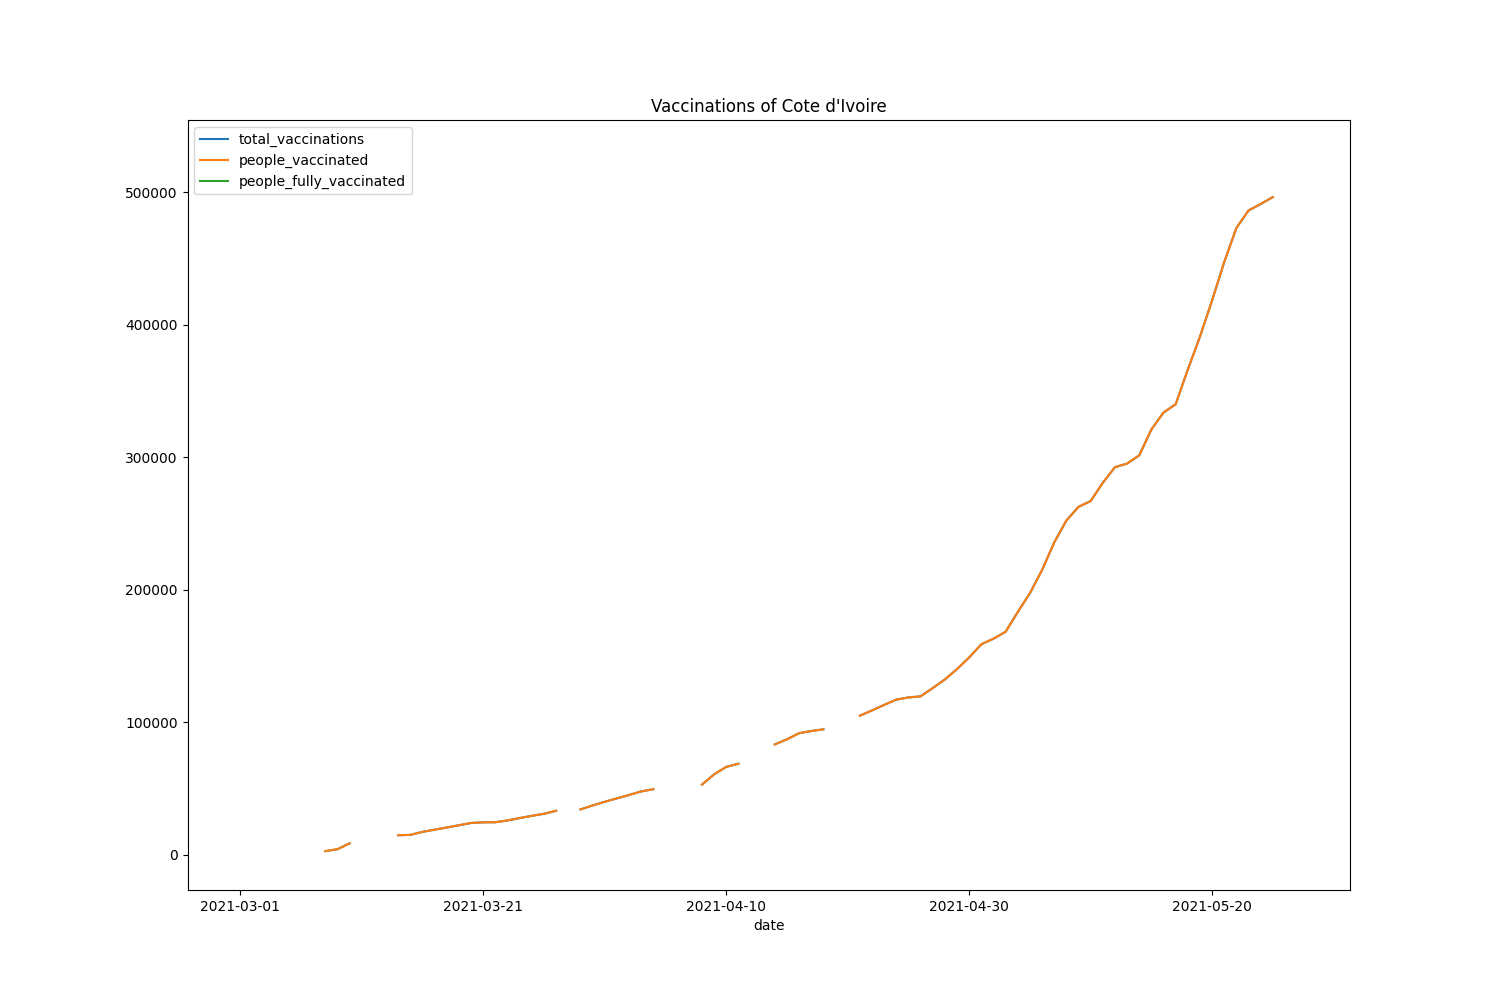 Vaccinations of Cote d'Ivoire
total_vaccinations
people_vaccinated
people_fully_vaccinated
500000
400000
300000
200000
100000
0
2021-03-01 2021-03-21 2021-04-10 2021-04-30 2021-05-20
date